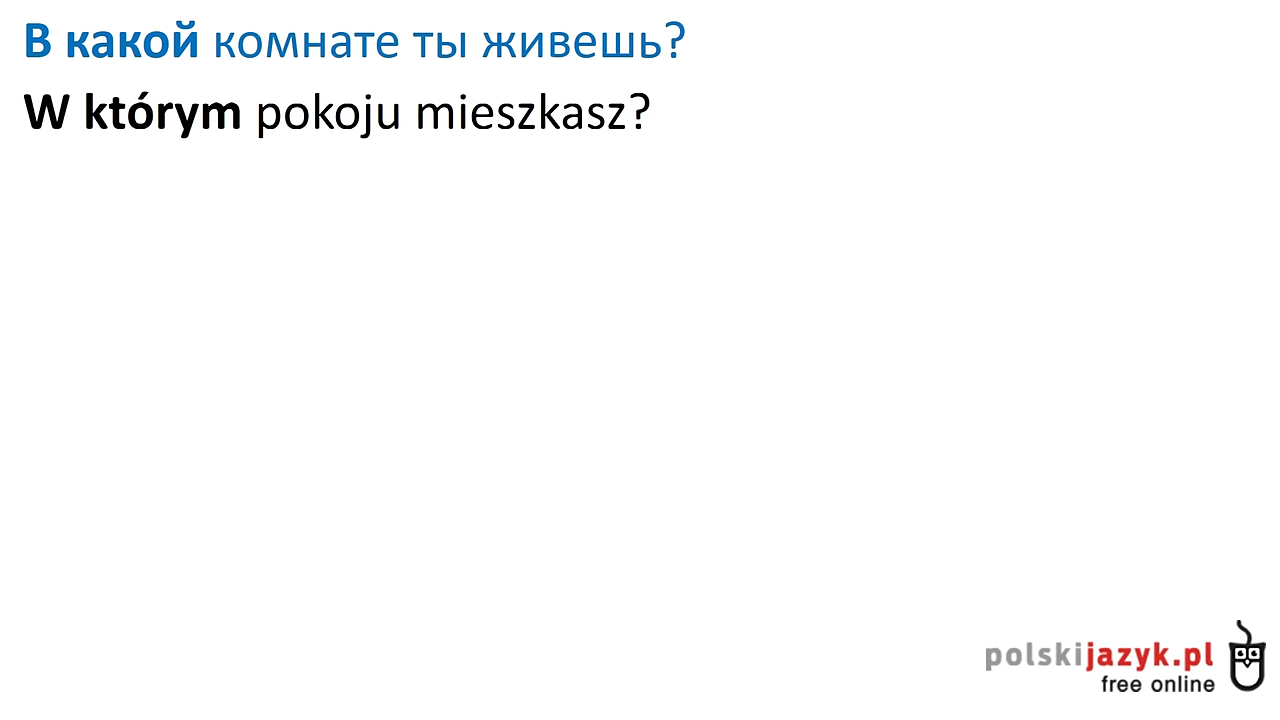 В какой комнате ты живешь?
W którym pokoju mieszkasz?
polskijazyk.pl
free online